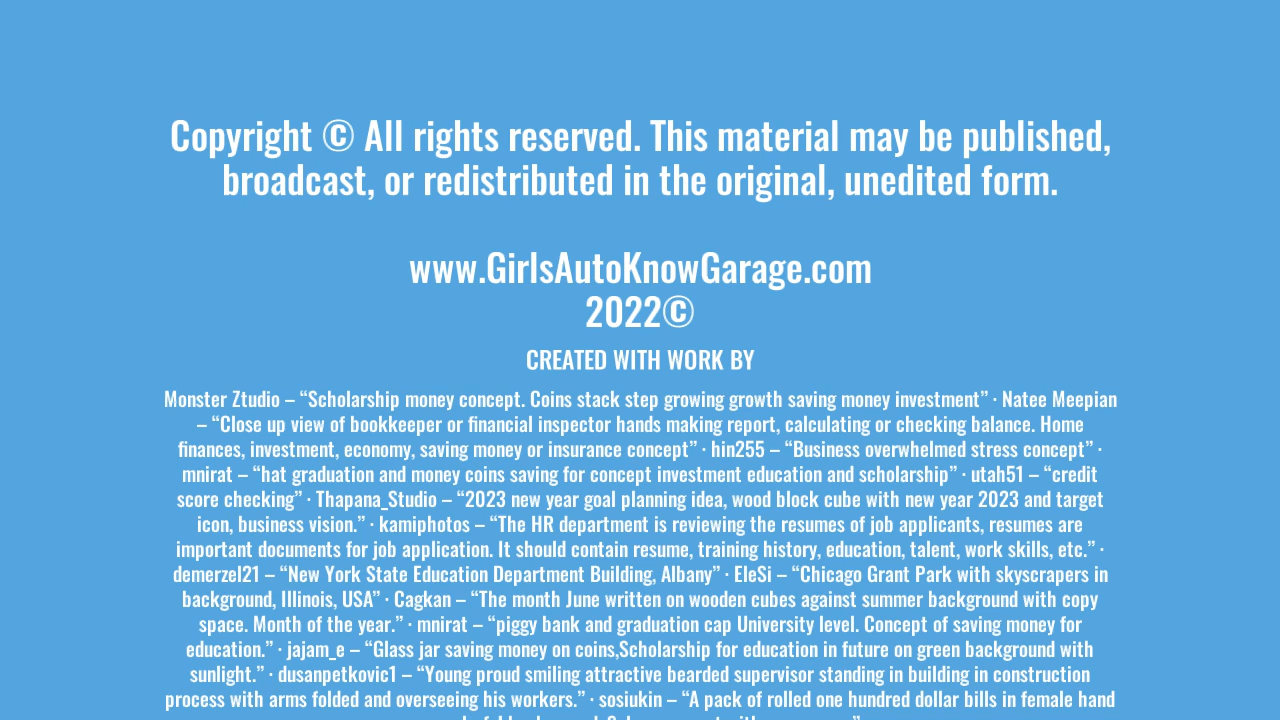 Copyright © All rights reserved. This material may be published,
broadcast, or redistributed in the original, unedited form.
www.GirlsAutoKnowGarage.com
2022©
CREATED WITH WORK BY
Monster Ztudio – “Scholarship money concept. Coins stack step growing growth saving money investment” · Natee Meepian
– “Close up view of bookkeeper or financial inspector hands making report, calculating or checking balance. Home
finances, investment, economy, saving money or insurance concept” · hin255 – “Business overwhelmed stress concept” ·
mnirat – “hat graduation and money coins saving for concept investment education and scholarship” · utah51 – “credit
score checking” · Thapana_Studio – “2023 new year goal planning idea, wood block cube with new year 2023 and target
icon, business vision.” · kamiphotos – “The HR department is reviewing the resumes of job applicants, resumes are
important documents for job application. It should contain resume, training history, education, talent, work skills, etc.” ·
demerzel21 – “New York State Education Department Building, Albany” · EleSi – “Chicago Grant Park with skyscrapers in
background, Illinois, USA” · Cagkan – “The month June written on wooden cubes against summer background with copy
space. Month of the year.” · mnirat – “piggy bank and graduation cap University level. Concept of saving money for
education.” · jajam_e – “Glass jar saving money on coins,Scholarship for education in future on green background with
sunlight.” · dusanpetkovic1 – “Young proud smiling attractive bearded supervisor standing in building in construction
process with arms folded and overseeing his workers.” · sosiukin – “A pack of rolled one hundred dollar bills in female hand